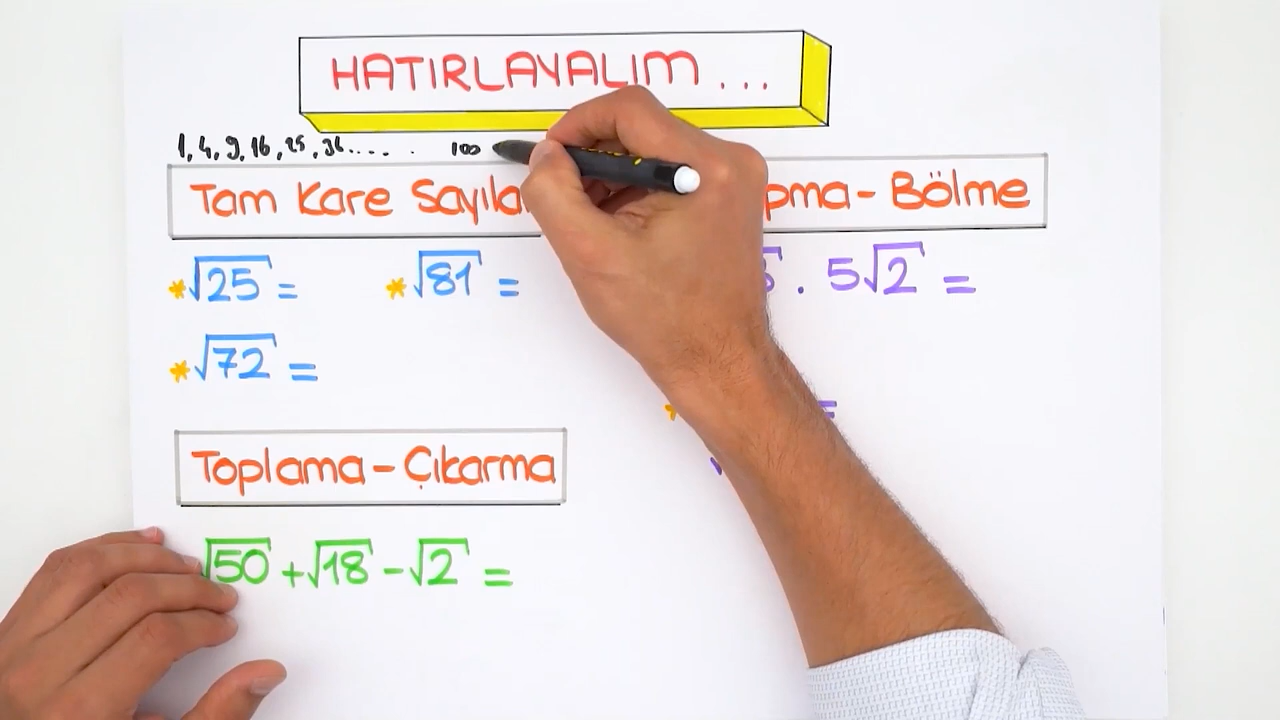 HATIRLAYALIM ...
1, 4, 9, 16, 25, 36..... . 100
Tam Kare Sayıla
pma - Bölme
*√25 =
*√81 =
. 5√2 =
*√72 =
* =
Toplama - Çıkarma
√50 + √18 - √2 =